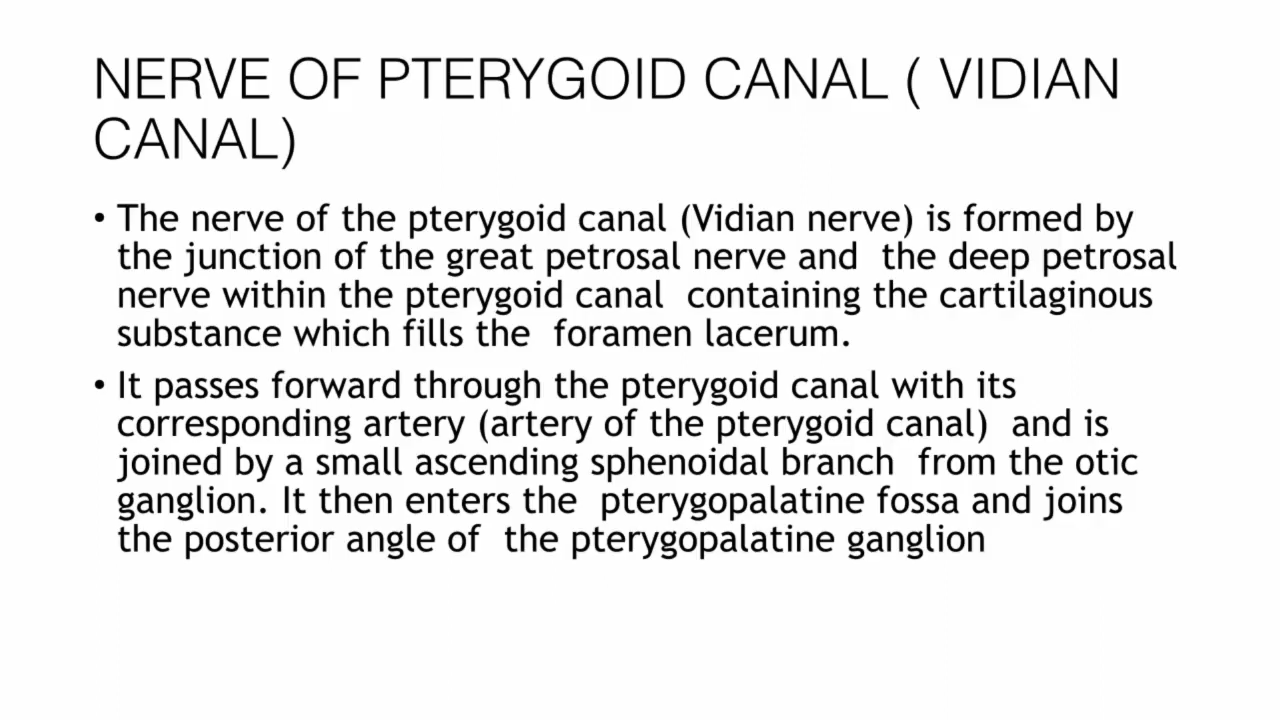 NERVE OF PTERYGOID CANAL ( VIDIAN
CANAL)
• The nerve of the pterygoid canal (Vidian nerve) is formed by
the junction of the great petrosal nerve and  the deep petrosal
nerve within the pterygoid canal  containing the cartilaginous
substance which fills the  foramen lacerum.
• It passes forward through the pterygoid canal with its
corresponding artery (artery of the pterygoid canal)  and is
joined by a small ascending sphenoidal branch  from the otic
ganglion. It then enters the  pterygopalatine fossa and joins
the posterior angle of  the pterygopalatine ganglion